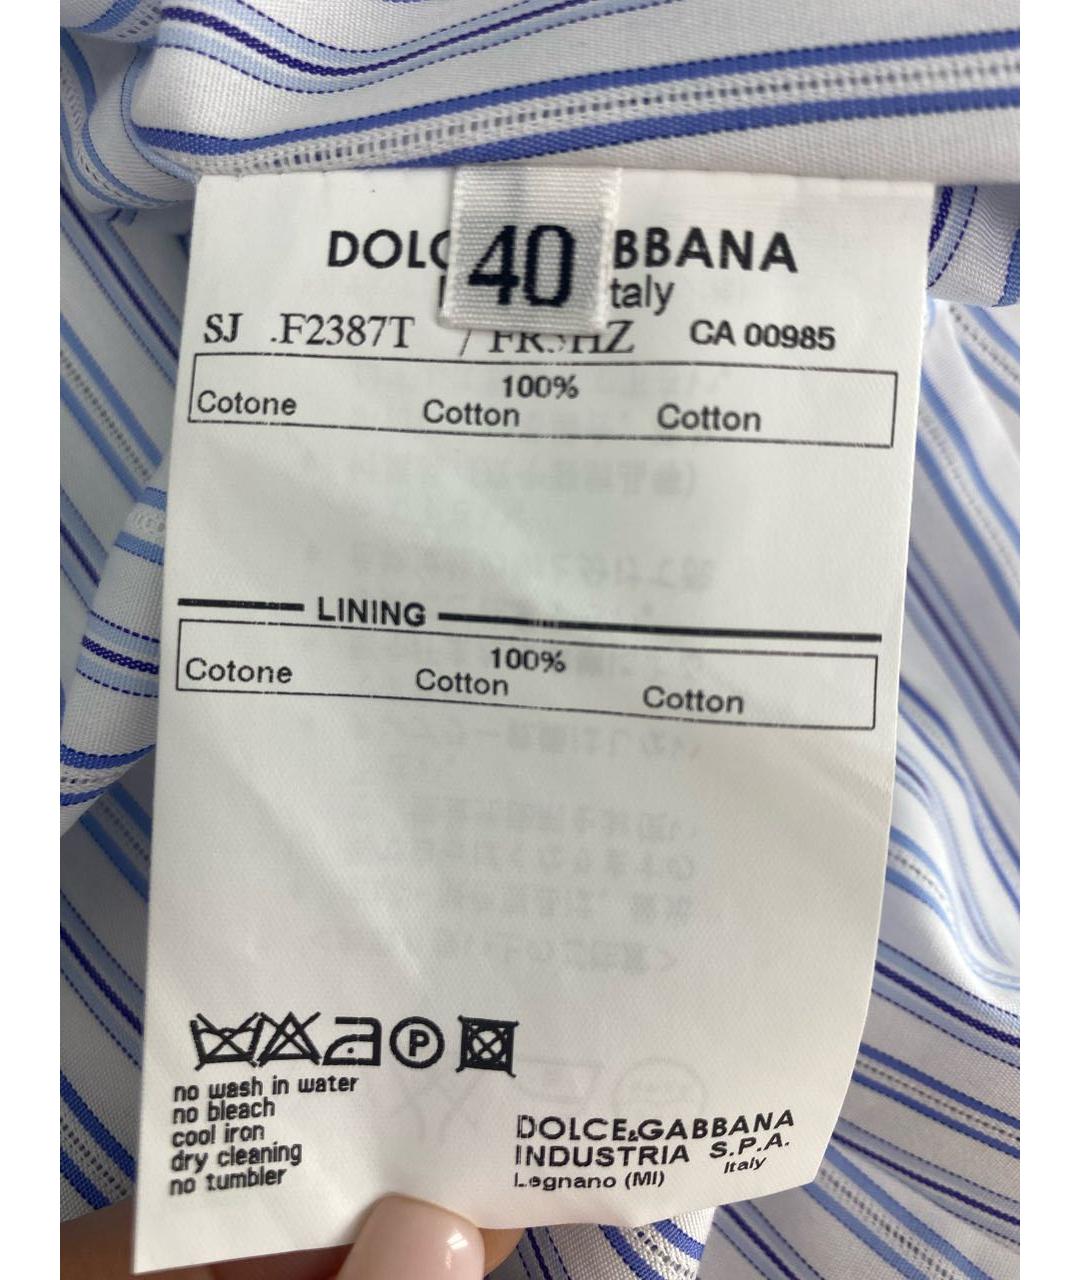 40
DOLC BBANA
taly
SJ .F2387T / CA 00985
100%
Cotone Cotton Cotton
LINING
100%
Cotone Cotton Cotton
P
no wash in water
no bleach
cool iron
dry cleaning
no tumbler
DOLCE&GABBANA
INDUSTRIA S.P.A.
Legnano (MI) Italy